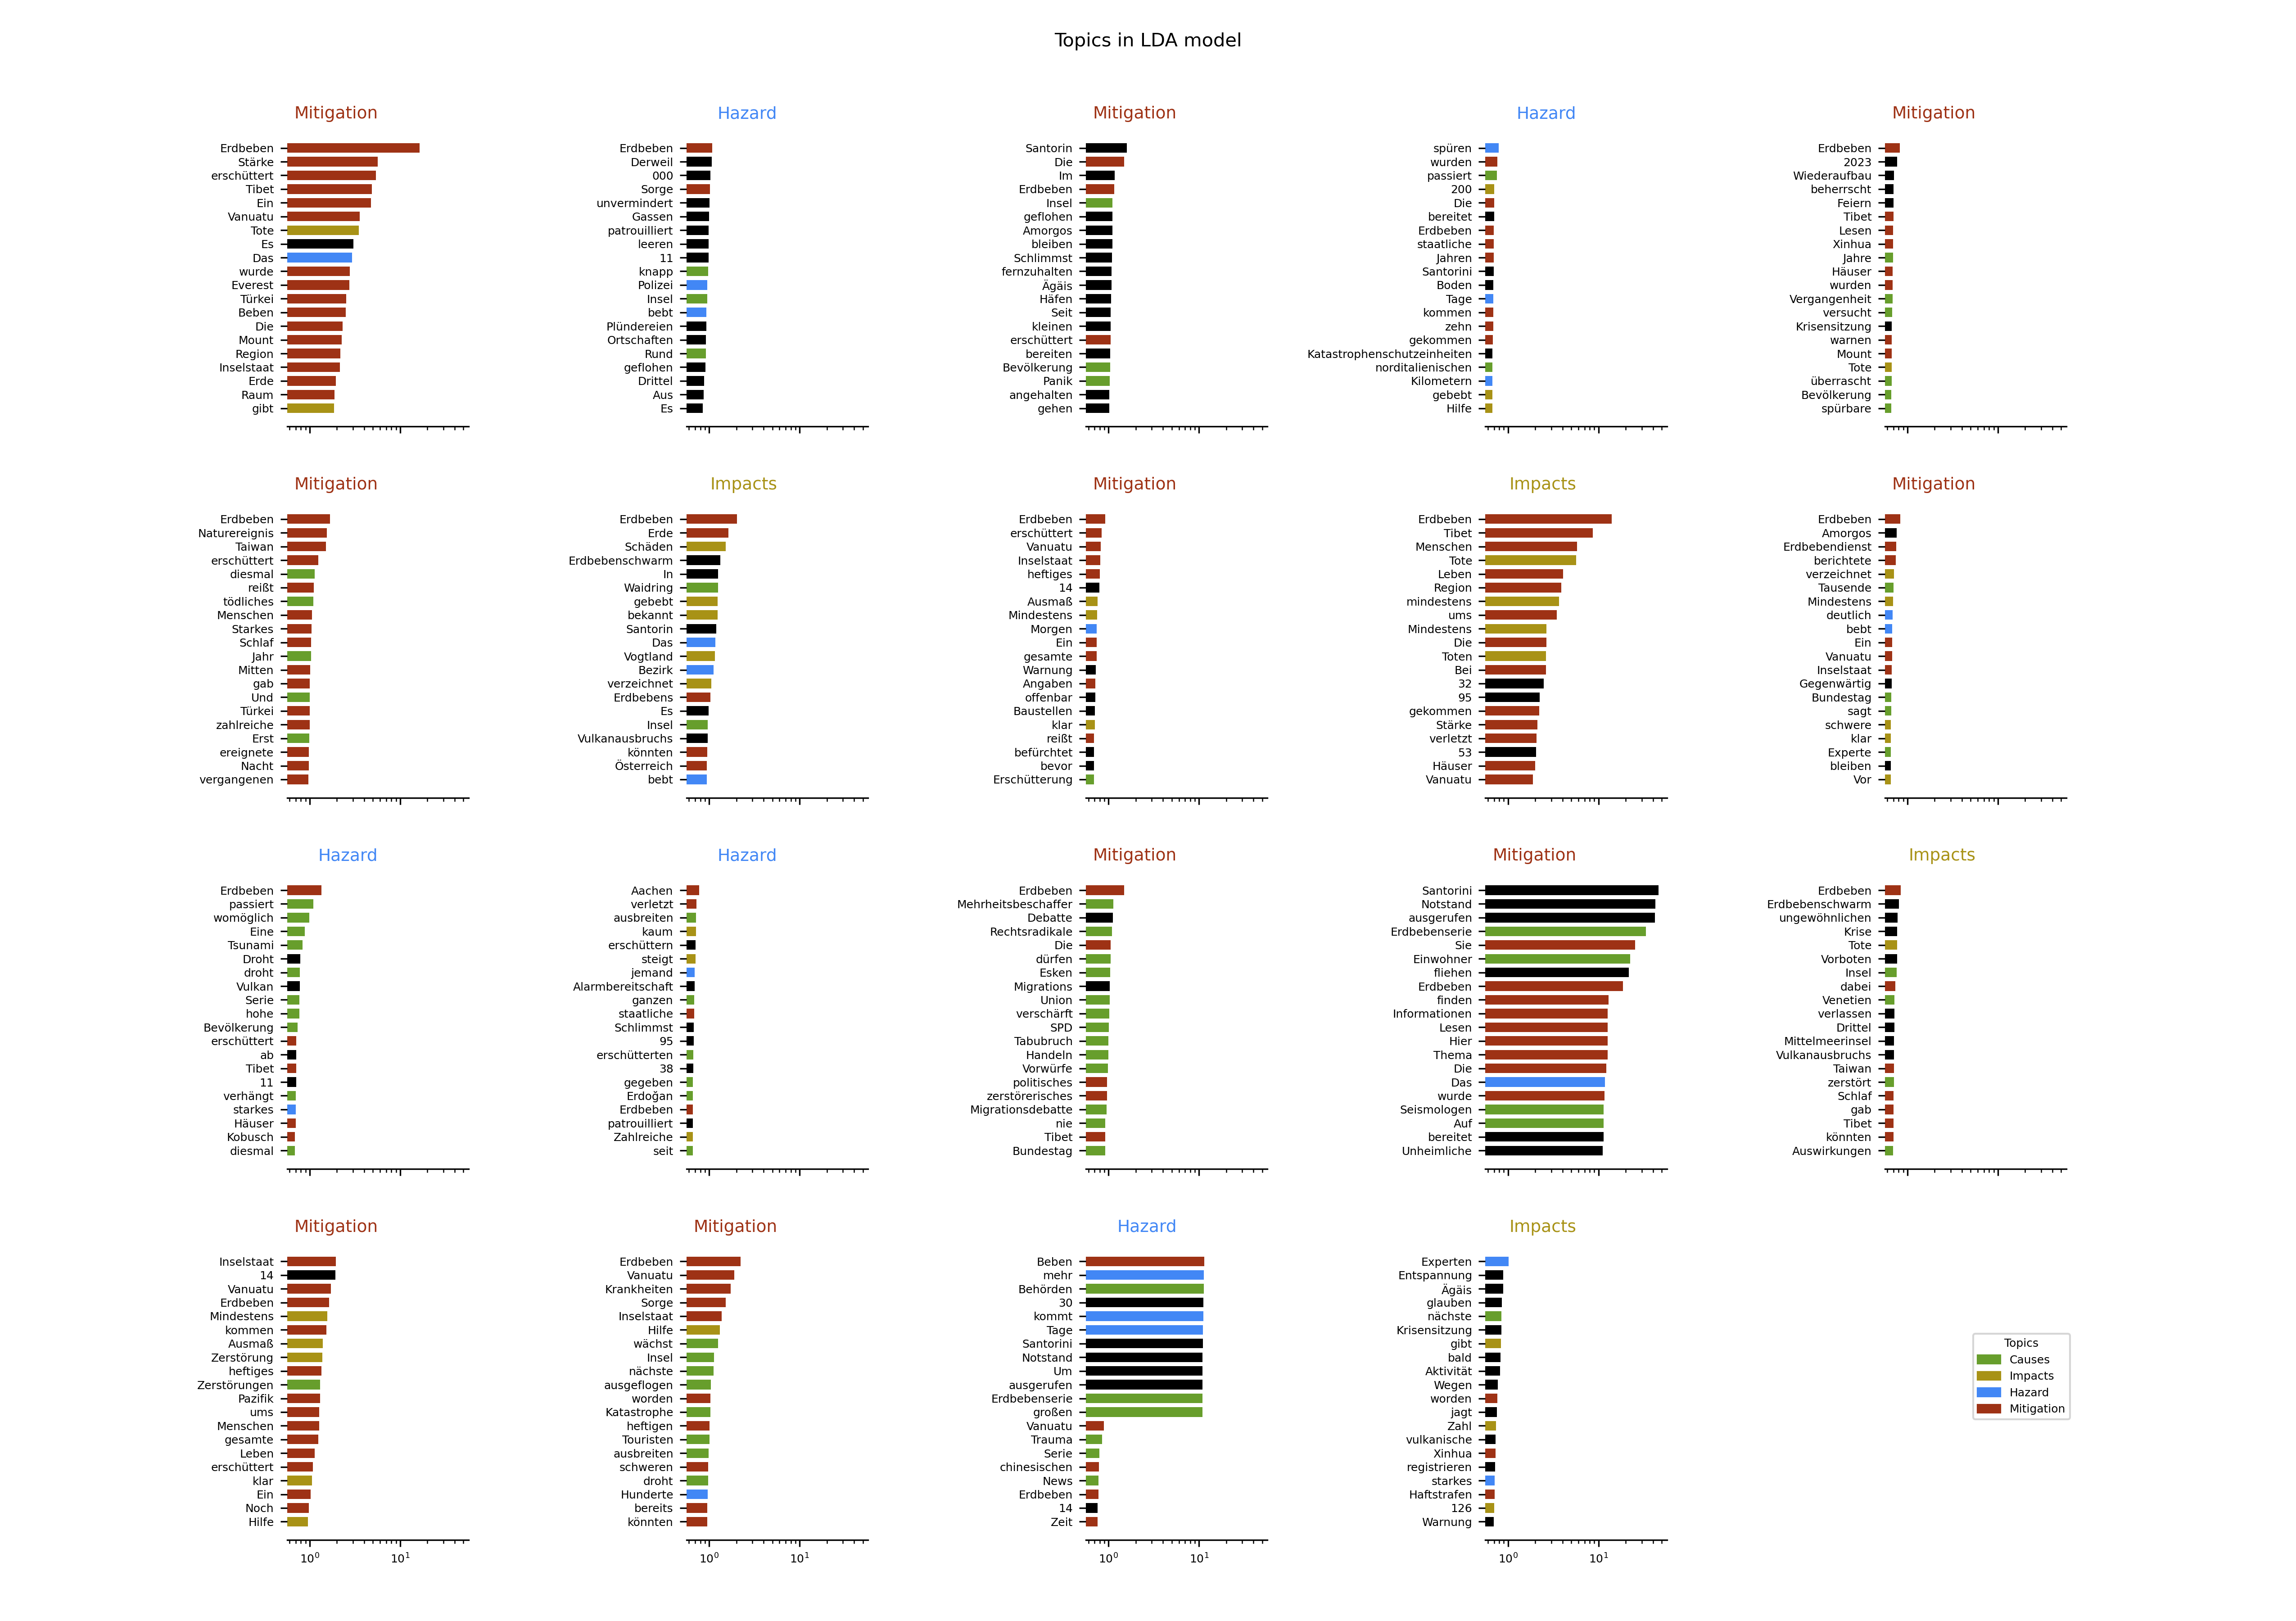 Topics in LDA model
Mitigation
Erdbeben
Stärke
erschüttert
Tibet
Ein
Vanuatu
Tote
Es
Das
wurde
Everest
Türkei
Beben
Die
Mount
Region
Inselstaat
Erde
Raum
gibt
Hazard
Erdbeben
Derweil
000
Sorge
unvermindert
Gassen
patrouilliert
leeren
11
knapp
Polizei
Insel
bebt
Plündereien
Ortschaften
Rund
geflohen
Drittel
Aus
Es
Mitigation
Santorin
Die
Im
Erdbeben
Insel
geflohen
Amorgos
bleiben
Schlimmst
fernzuhalten
Ägäis
Häfen
Seit
kleinen
erschüttert
bereiten
Bevölkerung
Panik
angehalten
gehen
Hazard
spüren
wurden
passiert
200
Die
bereitet
Erdbeben
staatliche
Jahren
Santorini
Boden
Tage
kommen
zehn
gekommen
Katastrophenschutzeinheiten
norditalienischen
Kilometern
gebebt
Hilfe
Mitigation
Erdbeben
2023
Wiederaufbau
beherrscht
Feiern
Tibet
Lesen
Xinhua
Jahre
Häuser
wurden
Vergangenheit
versucht
Krisensitzung
warnen
Mount
Tote
überrascht
Bevölkerung
spürbare
Mitigation
Erdbeben
Naturereignis
Taiwan
erschüttert
diesmal
reißt
tödliches
Menschen
Starkes
Schlaf
Jahr
Mitten
gab
Und
Türkei
zahlreiche
Erst
ereignete
Nacht
vergangenen
Impacts
Erdbeben
Erde
Schäden
Erdbebenschwarm
In
Waidring
gebebt
bekannt
Santorin
Das
Vogtland
Bezirk
verzeichnet
Erdbebens
Es
Insel
Vulkanausbruchs
könnten
Österreich
bebt
Mitigation
Erdbeben
erschüttert
Vanuatu
Inselstaat
heftiges
14
Ausmaß
Mindestens
Morgen
Ein
gesamte
Warnung
Angaben
offenbar
Baustellen
klar
reißt
befürchtet
bevor
Erschütterung
Impacts
Erdbeben
Tibet
Menschen
Tote
Leben
Region
mindestens
ums
Mindestens
Die
Toten
Bei
32
95
gekommen
Stärke
verletzt
53
Häuser
Vanuatu
Mitigation
Erdbeben
Amorgos
Erdbebendienst
berichtete
verzeichnet
Tausende
Mindestens
deutlich
bebt
Ein
Vanuatu
Inselstaat
Gegenwärtig
Bundestag
sagt
schwere
klar
Experte
bleiben
Vor
Hazard
Erdbeben
passiert
womöglich
Eine
Tsunami
Droht
droht
Vulkan
Serie
hohe
Bevölkerung
erschüttert
ab
Tibet
11
verhängt
starkes
Häuser
Kobusch
diesmal
Hazard
Aachen
verletzt
ausbreiten
kaum
erschüttern
steigt
jemand
Alarmbereitschaft
ganzen
staatliche
Schlimmst
95
erschütterten
38
gegeben
Erdoğan
Erdbeben
patrouilliert
Zahlreiche
seit
Mitigation
Erdbeben
Mehrheitsbeschaffer
Debatte
Rechtsradikale
Die
dürfen
Esken
Migrations
Union
verschärft
SPD
Tabubruch
Handeln
Vorwürfe
politisches
zerstörerisches
Migrationsdebatte
nie
Tibet
Bundestag
Mitigation
Santorini
Notstand
ausgerufen
Erdbebenserie
Sie
Einwohner
fliehen
Erdbeben
finden
Informationen
Lesen
Hier
Thema
Die
Das
wurde
Seismologen
Auf
bereitet
Unheimliche
Impacts
Erdbeben
Erdbebenschwarm
ungewöhnlichen
Krise
Tote
Vorboten
Insel
dabei
Venetien
verlassen
Drittel
Mittelmeerinsel
Vulkanausbruchs
Taiwan
zerstört
Schlaf
gab
Tibet
könnten
Auswirkungen
Mitigation
Inselstaat
14
Vanuatu
Erdbeben
Mindestens
kommen
Ausmaß
Zerstörung
heftiges
Zerstörungen
Pazifik
ums
Menschen
gesamte
Leben
erschüttert
klar
Ein
Noch
Hilfe
10⁰ 10¹
Mitigation
Erdbeben
Vanuatu
Krankheiten
Sorge
Inselstaat
Hilfe
wächst
Insel
nächste
ausgeflogen
worden
Katastrophe
heftigen
Touristen
ausbreiten
schweren
droht
Hunderte
bereits
könnten
10⁰ 10¹
Hazard
Beben
mehr
Behörden
30
kommt
Tage
Santorini
Notstand
Um
ausgerufen
Erdbebenserie
großen
Vanuatu
Trauma
Serie
chinesischen
News
Erdbeben
14
Zeit
10⁰ 10¹
Impacts
Experten
Entspannung
Ägäis
glauben
nächste
Krisensitzung
gibt
bald
Aktivität
Wegen
worden
jagt
Zahl
vulkanische
Xinhua
registrieren
starkes
Haftstrafen
126
Warnung
10⁰ 10¹
Topics
Causes
Impacts
Hazard
Mitigation